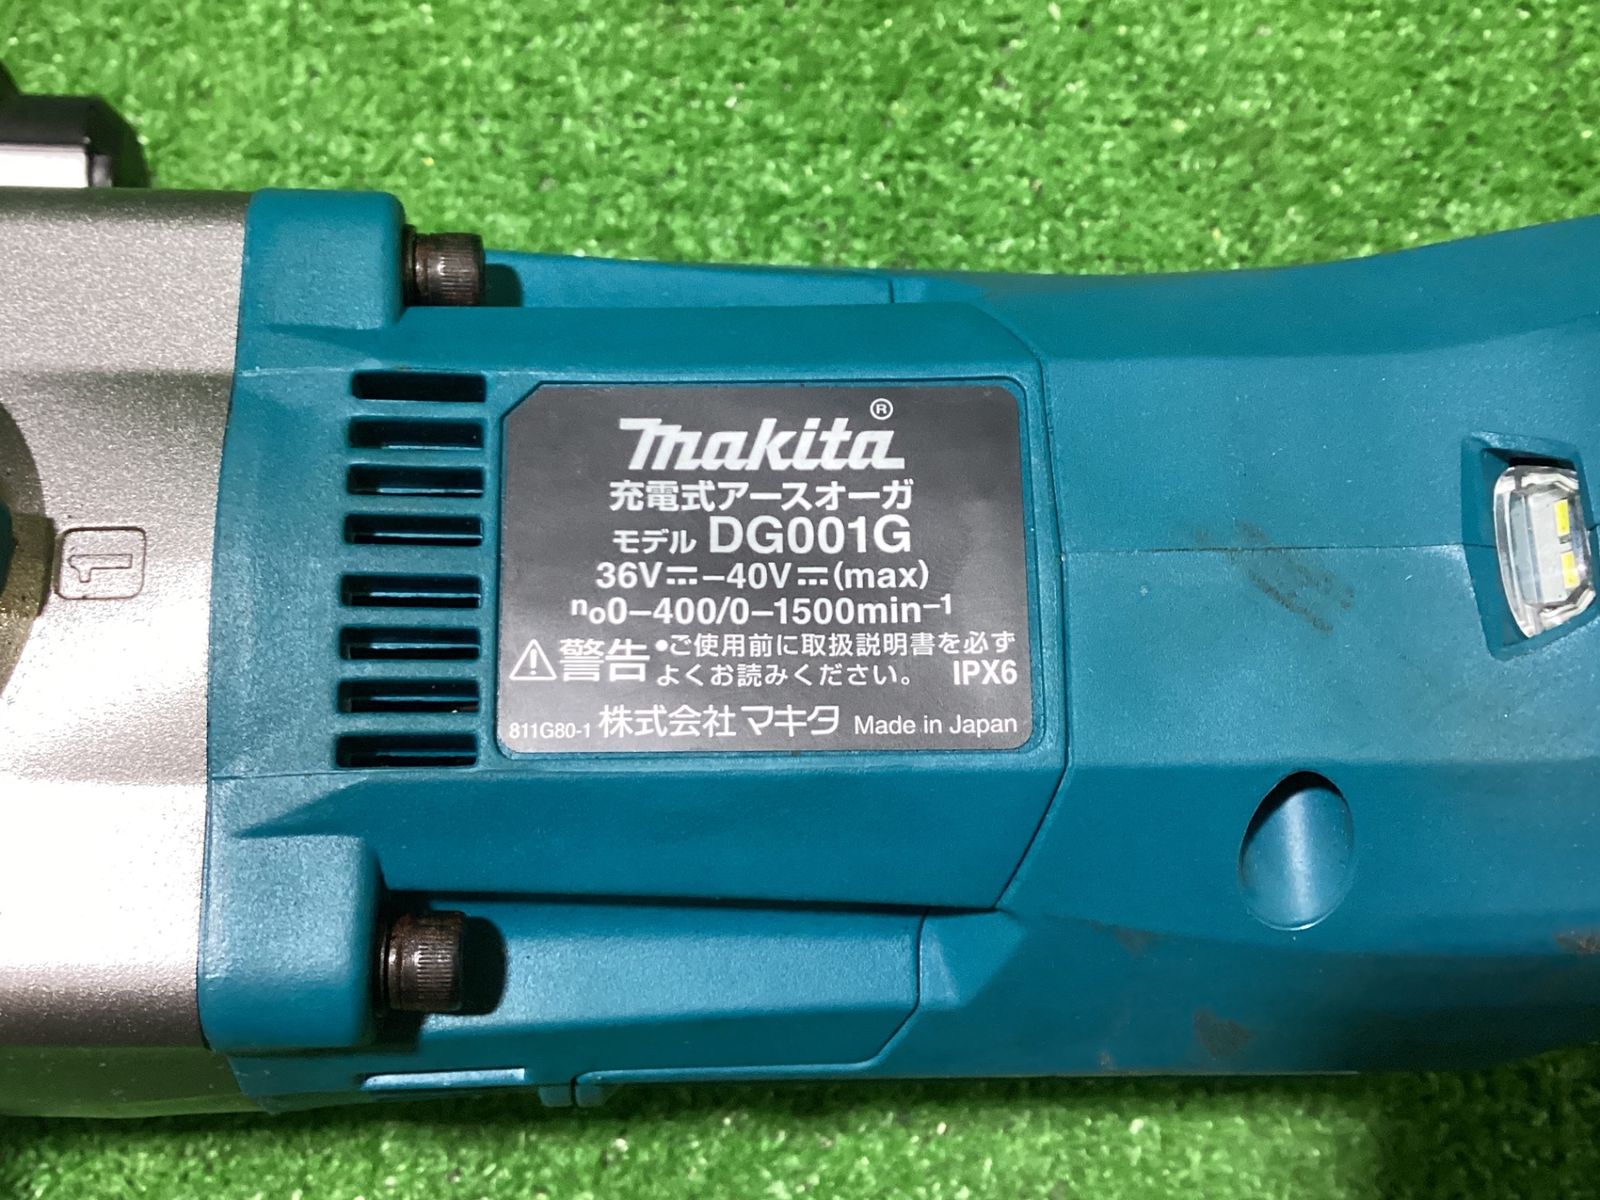 makita®
充電式アースオーガ
モデル DG001G
36V⎓-40V⎓(max)
n₀0-400/0-1500min⁻¹
⚠警告 •ご使用前に取扱説明書を必ず
よくお読みください。 IPX6
811G80-1 株式会社マキタ Made in Japan
1